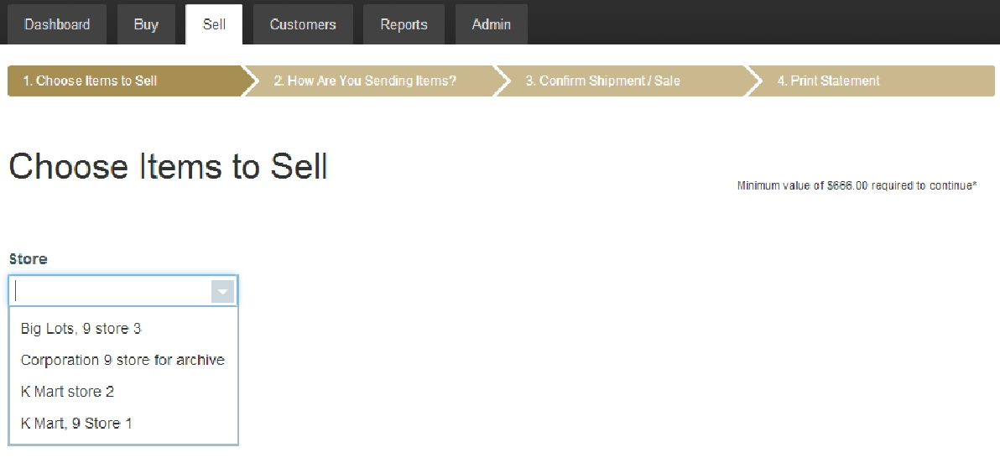 Dashboard Buy Sell Customers Reports Admin
1. Choose Items to Sell 2. How Are You Sending Items? 3. Confirm Shipment / Sale 4. Print Statement
Choose Items to Sell
Minimum value of $666.00 required to continue*
Store
Big Lots, 9 store 3
Corporation 9 store for archive
K Mart store 2
K Mart, 9 Store 1